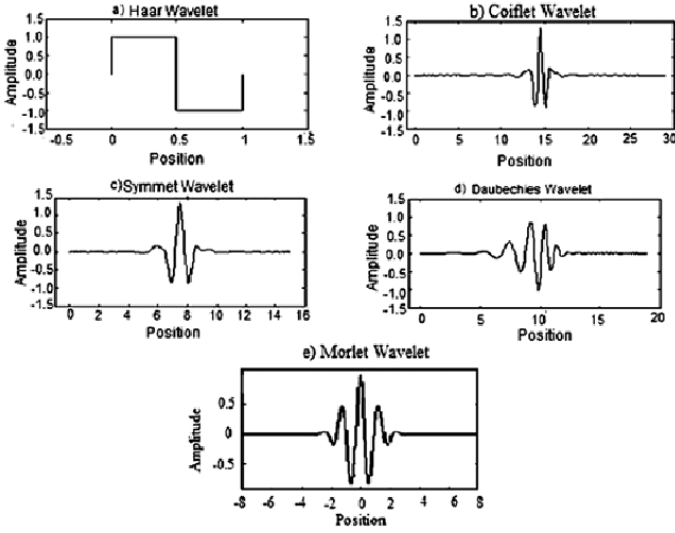 a) Haar Wavelet
1.5
1.0
0.5
0.0
-0.5
-1.0
-1.5
Amplitude
-0.5 0 0.5 1 1.5
Position
b) Coiflet Wavelet
1.5
1.0
0.5
0.0
-0.5
-1.0
-1.5
Amplitude
0 5 10 15 20 25 30
Position
c)Symmet Wavelet
1.5
1.0
0.5
0.0
-0.5
-1.0
-1.5
Amplitude
0 2 6 4 8 10 12 14 16
Position
d) Daubechies Wavelet
1.5
1.0
0.5
0.0
-0.5
-1.0
-1.5
Amplitude
0 5 10 15 20
Position
e) Morlet Wavelet
0.5
0
-0.5
Amplitude
-8 -6 -4 -2 0 2 4 6 8
Position